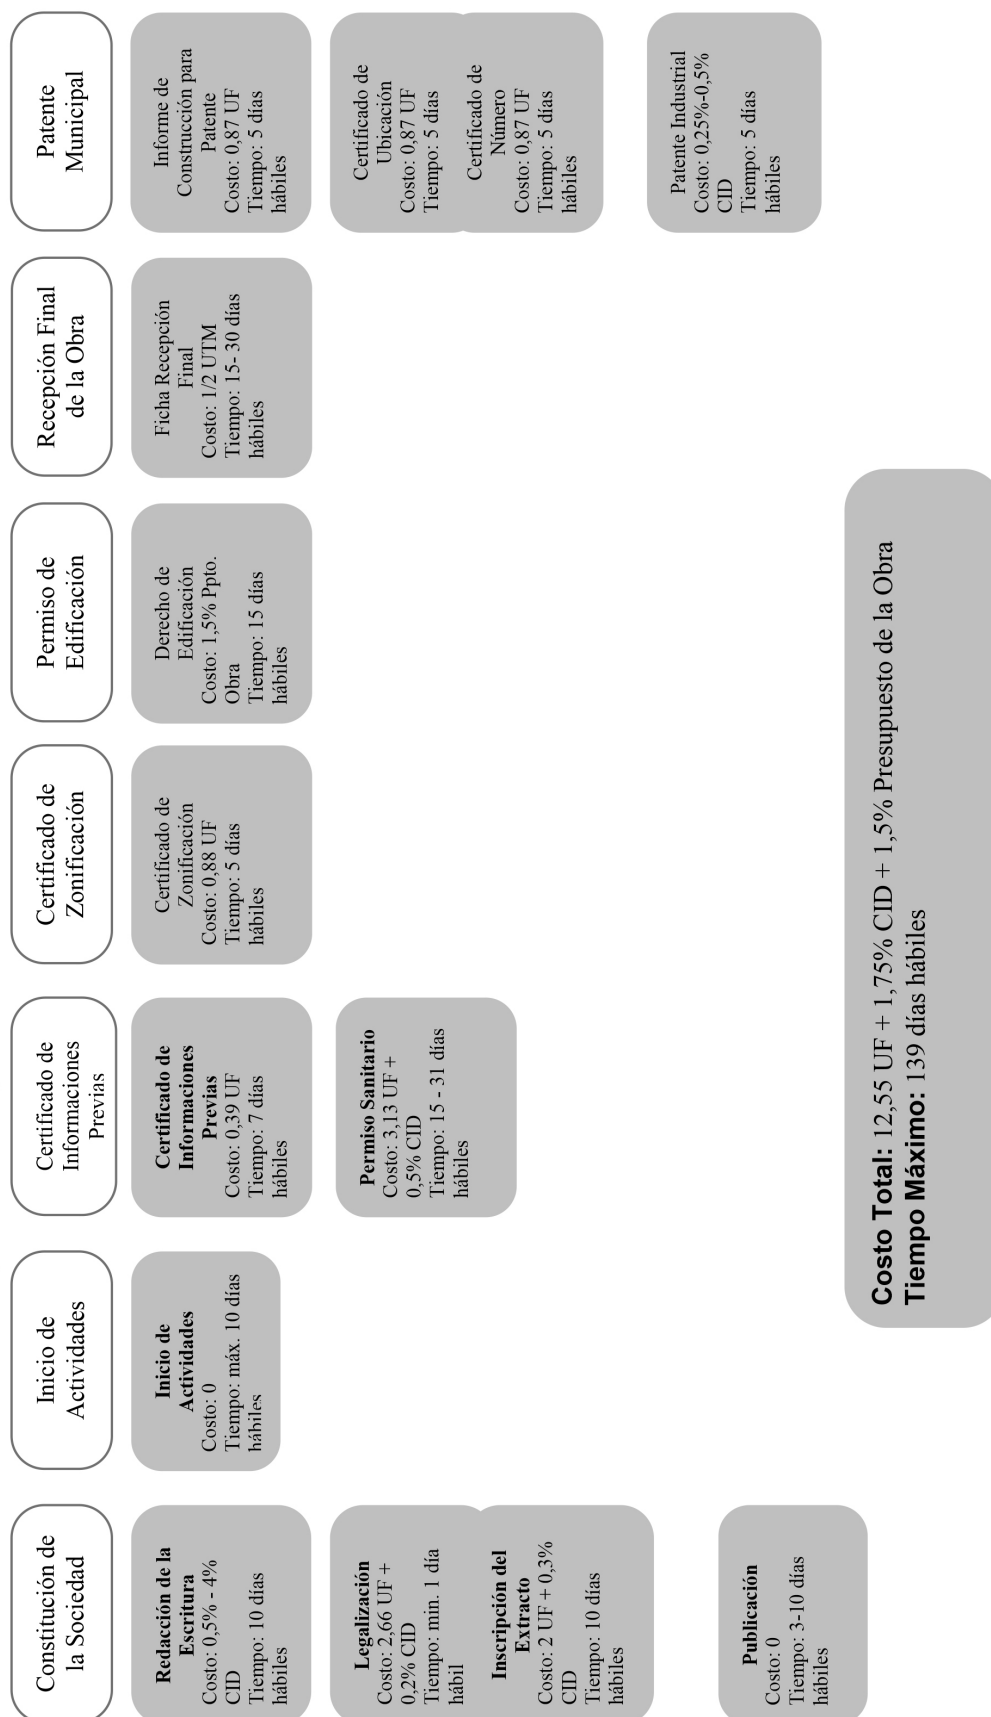 Constitución de
la Sociedad
Redacción de la
Escritura
Costo: 0,5% - 4%
CID
Tiempo: 10 días
hábiles
Legalización
Costo: 2,66 UF +
0,2% CID
Tiempo: min. 1 día
hábil
Inscripción del
Extracto
Costo: 2 UF + 0,3%
CID
Tiempo: 10 días
hábiles
Publicación
Costo: 0
Tiempo: 3-10 días
hábiles
Inicio de
Actividades
Inicio de
Actividades
Costo: 0
Tiempo: máx. 10 días
hábiles
Certificado de
Informaciones
Previas
Certificado de
Informaciones
Previas
Costo: 0,39 UF
Tiempo: 7 días
hábiles
Permiso Sanitario
Costo: 3,13 UF +
0,5% CID
Tiempo: 15 - 31 días
hábiles
Certificado de
Zonificación
Certificado de
Zonificación
Costo: 0,88 UF
Tiempo: 5 días
hábiles
Permiso de
Edificación
Derecho de
Edificación
Costo: 1,5% Ppto.
Obra
Tiempo: 15 días
hábiles
Recepción Final
de la Obra
Ficha Recepción
Final
Costo: 1/2 UTM
Tiempo: 15- 30 días
hábiles
Patente
Municipal
Informe de
Construcción para
Patente
Costo: 0,87 UF
Tiempo: 5 días
hábiles
Certificado de
Ubicación
Costo: 0,87 UF
Tiempo: 5 días
Certificado de
Número
Costo: 0,87 UF
Tiempo: 5 días
hábiles
Patente Industrial
Costo: 0,25%-0,5%
CID
Tiempo: 5 días
hábiles
Costo Total: 12,55 UF + 1,75% CID + 1,5% Presupuesto de la Obra
Tiempo Máximo: 139 días hábiles